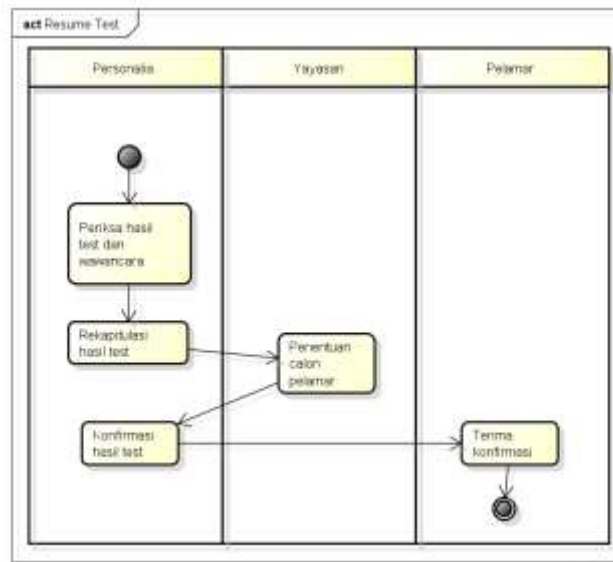 act Resume Test
Personalia
Yayasan
Pelamar
Periksa hasil
test dan
wawancara
Rekapitulasi
hasil test
Penentuan
calon
pelamar
Konfirmasi
hasil test
Terima
konfirmasi